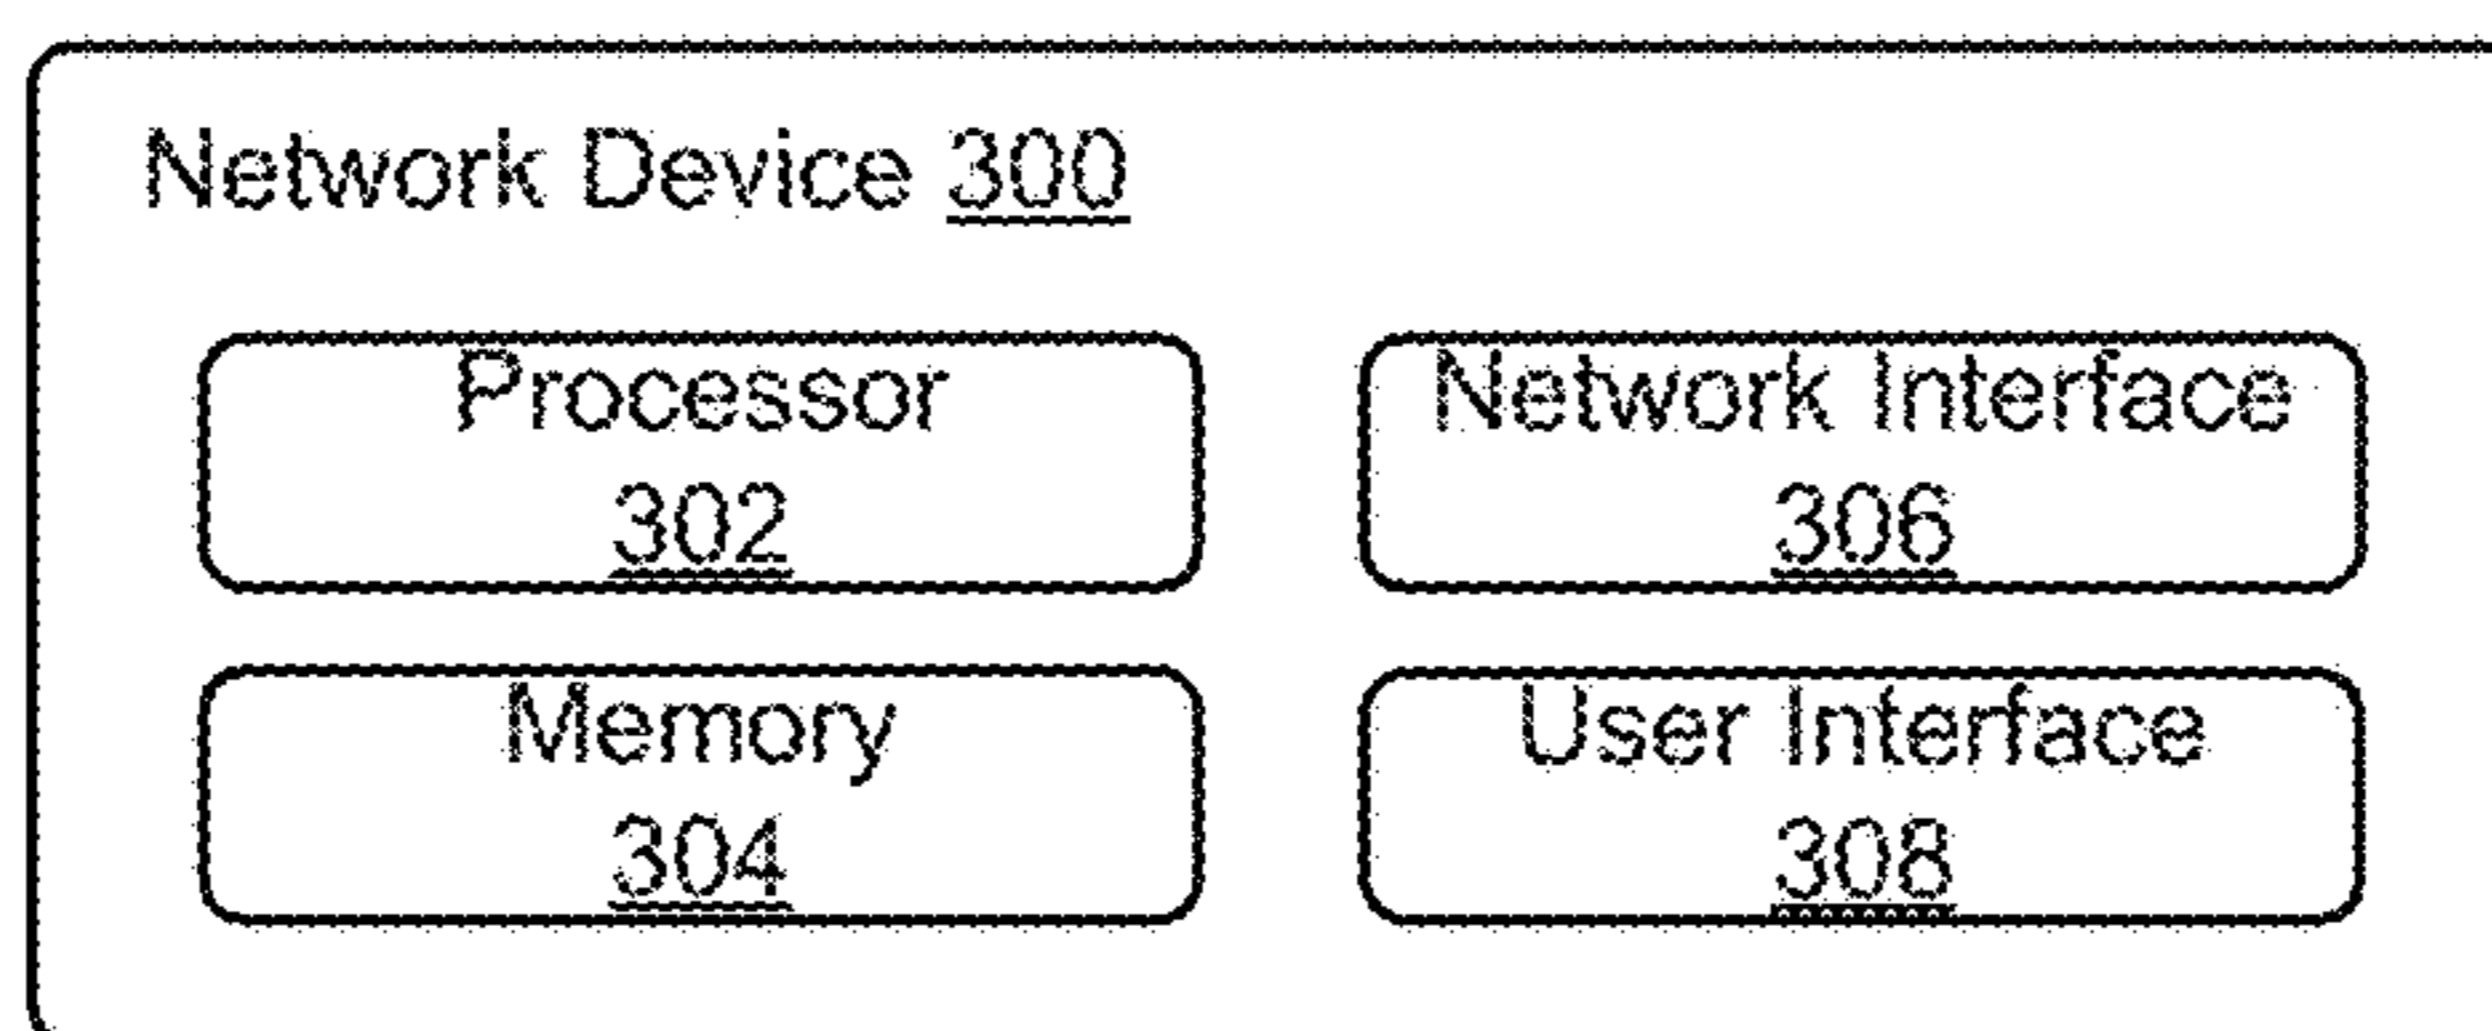 Network Device 300
Processor
302
Network Interface
306
Memory
304
User Interface
308